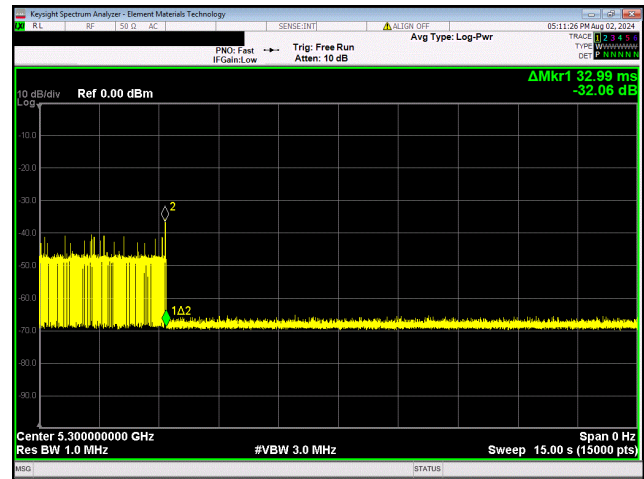 Keysight Spectrum Analyzer - Element Materials Technology
LXI RL RF 50 Ω AC SENSE:INT ALIGN OFF 05:11:26 PM Aug 02, 2024
Avg Type: Log-Pwr TRACE 1 2 3 4 5 6
PNO: Fast Trig: Free Run TYPE W
IFGain:Low Atten: 10 dB DET P N N N N N
ΔMkr1 32.99 ms
10 dB/div Ref 0.00 dBm -32.06 dB
Log
-10.0
-20.0
-30.0
2
-40.0
-50.0
-60.0
1Δ2
-70.0
-80.0
-90.0
Center 5.300000000 GHz Span 0 Hz
Res BW 1.0 MHz #VBW 3.0 MHz Sweep 15.00 s (15000 pts)
MSG STATUS